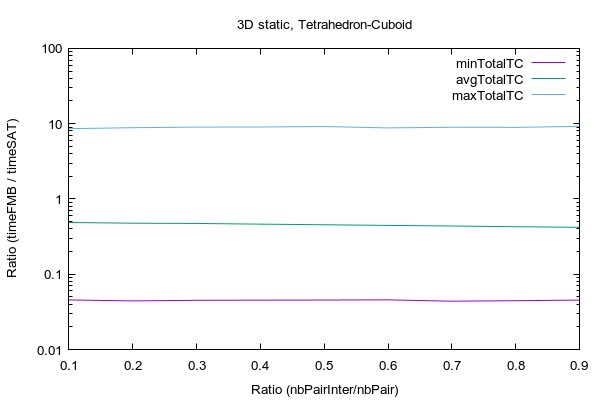 3D static, Tetrahedron-Cuboid
minTotalTC
avgTotalTC
maxTotalTC
100
10
1
0.1
0.01
Ratio (timeFMB / timeSAT)
0.1 0.2 0.3 0.4 0.5 0.6 0.7 0.8 0.9
Ratio (nbPairInter/nbPair)